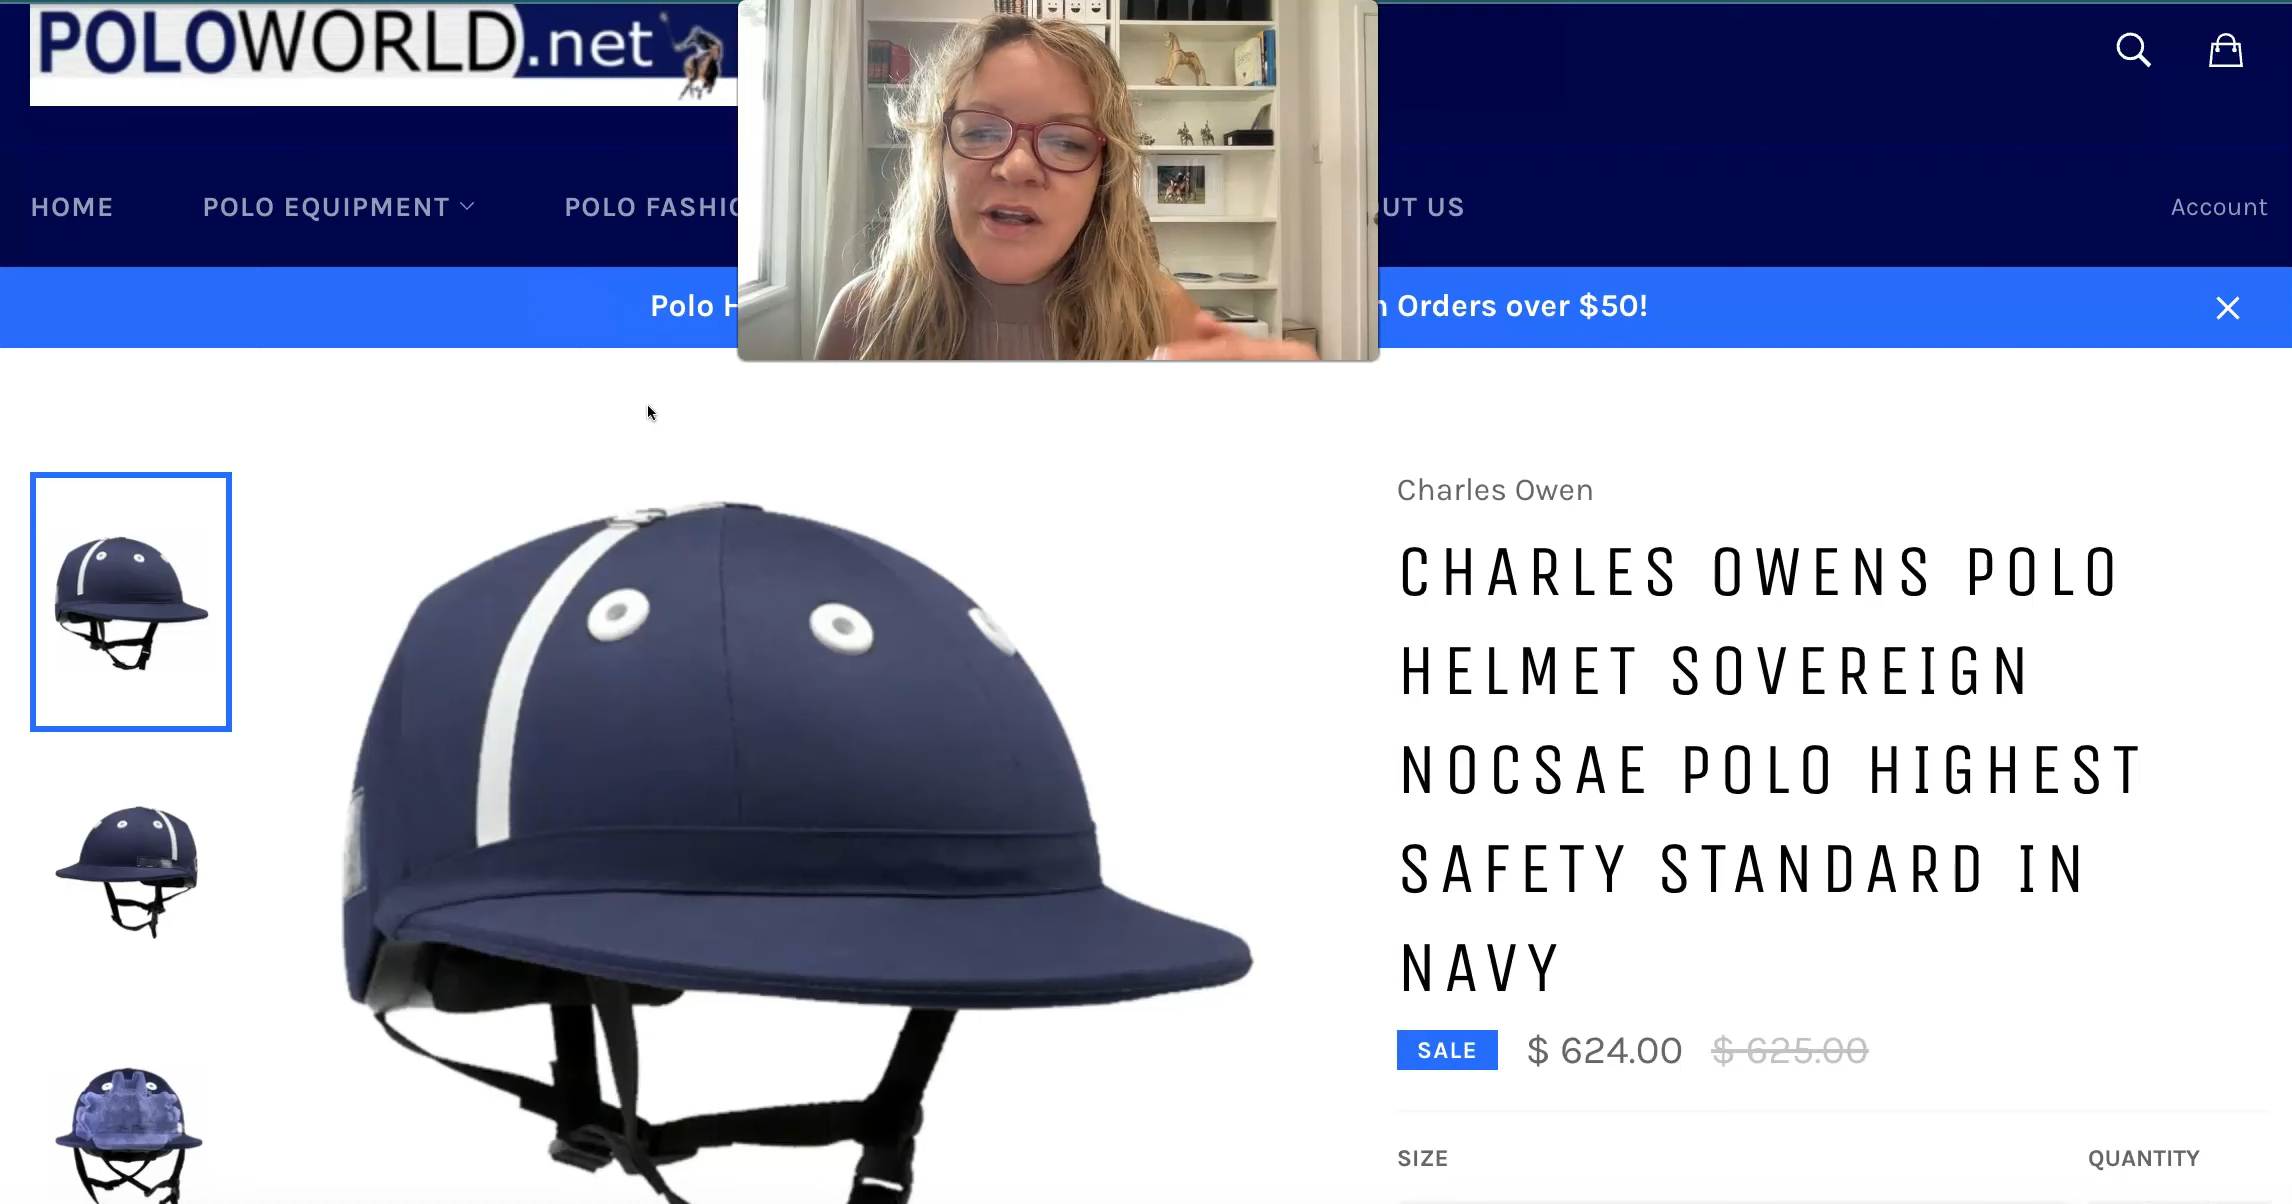 POLOWORLD.net
HOME POLO EQUIPMENT POLO UT US Account
Polo Orders over $50!
Charles Owen
CHARLES OWENS POLO
HELMET SOVEREIGN
NOCSAE POLO HIGHEST
SAFETY STANDARD IN
NAVY
SALE $ 624.00 $ 625.00
SIZE QUANTITY